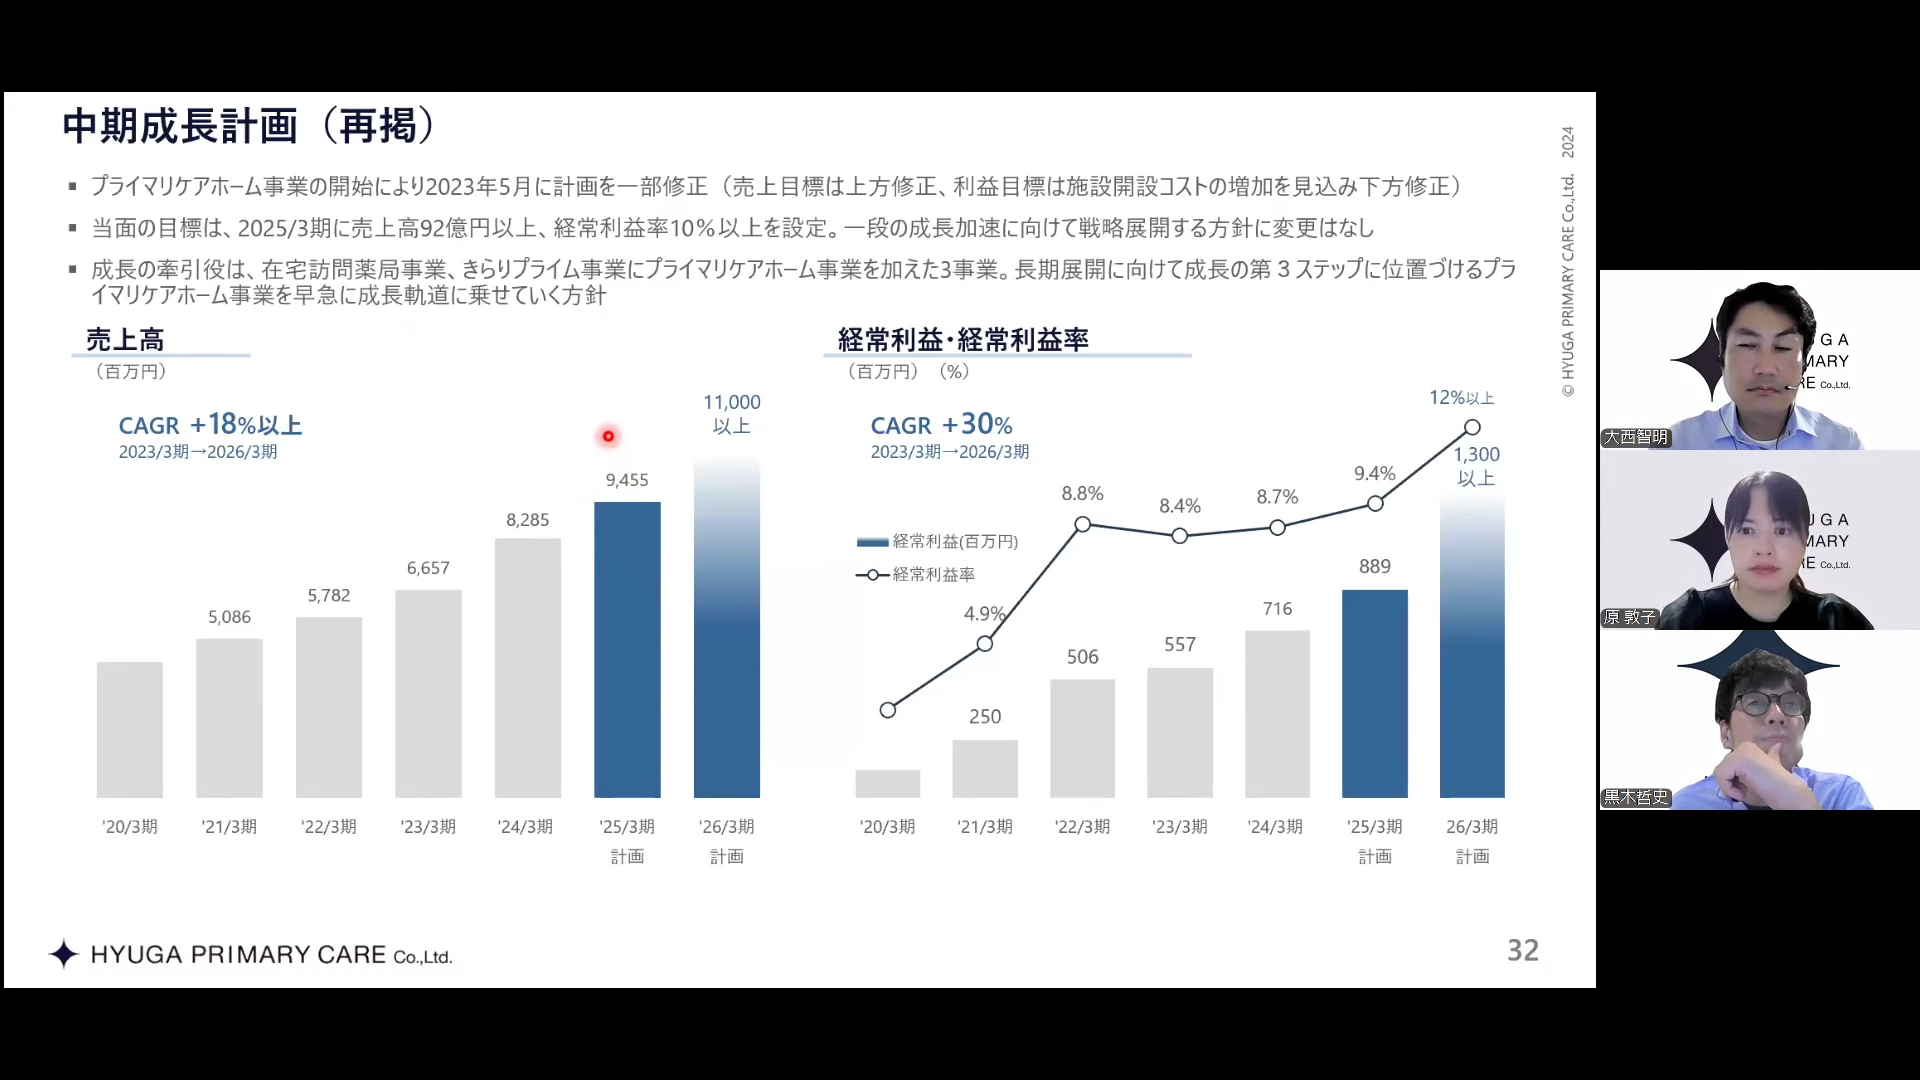 中期成長計画（再掲）
▪ プライマリケアホーム事業の開始により2023年5月に計画を一部修正（売上目標は上方修正、利益目標は施設開設コストの増加を見込み下方修正）
▪ 当面の目標は、2025/3期に売上高92億円以上、経常利益率10％以上を設定。一段の成長加速に向けて戦略展開する方針に変更はなし
▪ 成長の牽引役は、在宅訪問薬局事業、きらりプライム事業にプライマリケアホーム事業を加えた3事業。長期展開に向けて成長の第３ステップに位置づけるプラ
イマリケアホーム事業を早急に成長軌道に乗せていく方針
売上高
（百万円）
CAGR +18%以上
2023/3期→2026/3期
5,086
5,782
6,657
8,285
9,455
11,000
以上
'20/3期
'21/3期
'22/3期
'23/3期
'24/3期
'25/3期
計画
'26/3期
計画
経常利益・経常利益率
（百万円）（%）
CAGR +30%
2023/3期→2026/3期
経常利益(百万円)
経常利益率
4.9%
8.8%
8.4%
8.7%
9.4%
12%以上
250
506
557
716
889
1,300
以上
'20/3期
'21/3期
'22/3期
'23/3期
'24/3期
'25/3期
計画
26/3期
計画
HYUGA PRIMARY CARE Co.,Ltd.
32
© HYUGA PRIMARY CARE Co.,Ltd. 2024
U G A
MARY
RE Co.,Ltd.
大西智明
U G A
MARY
RE Co.,Ltd.
原 敦子
黒木哲史